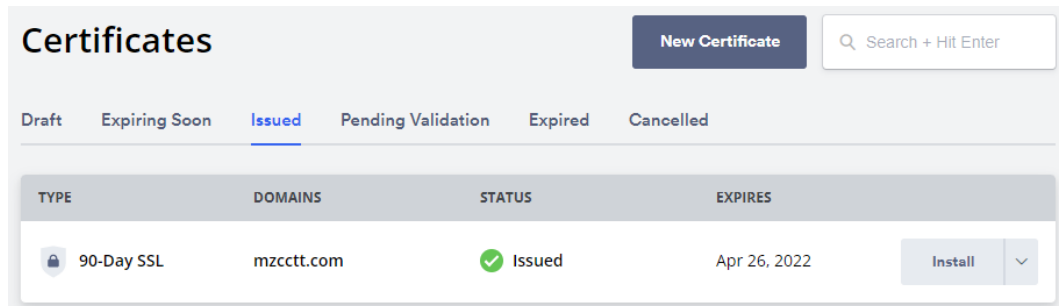 Certificates
New Certificate
Search + Hit Enter
Draft Expiring Soon Issued Pending Validation Expired Cancelled
TYPE DOMAINS STATUS EXPIRES
90-Day SSL mzcctt.com Issued Apr 26, 2022 Install